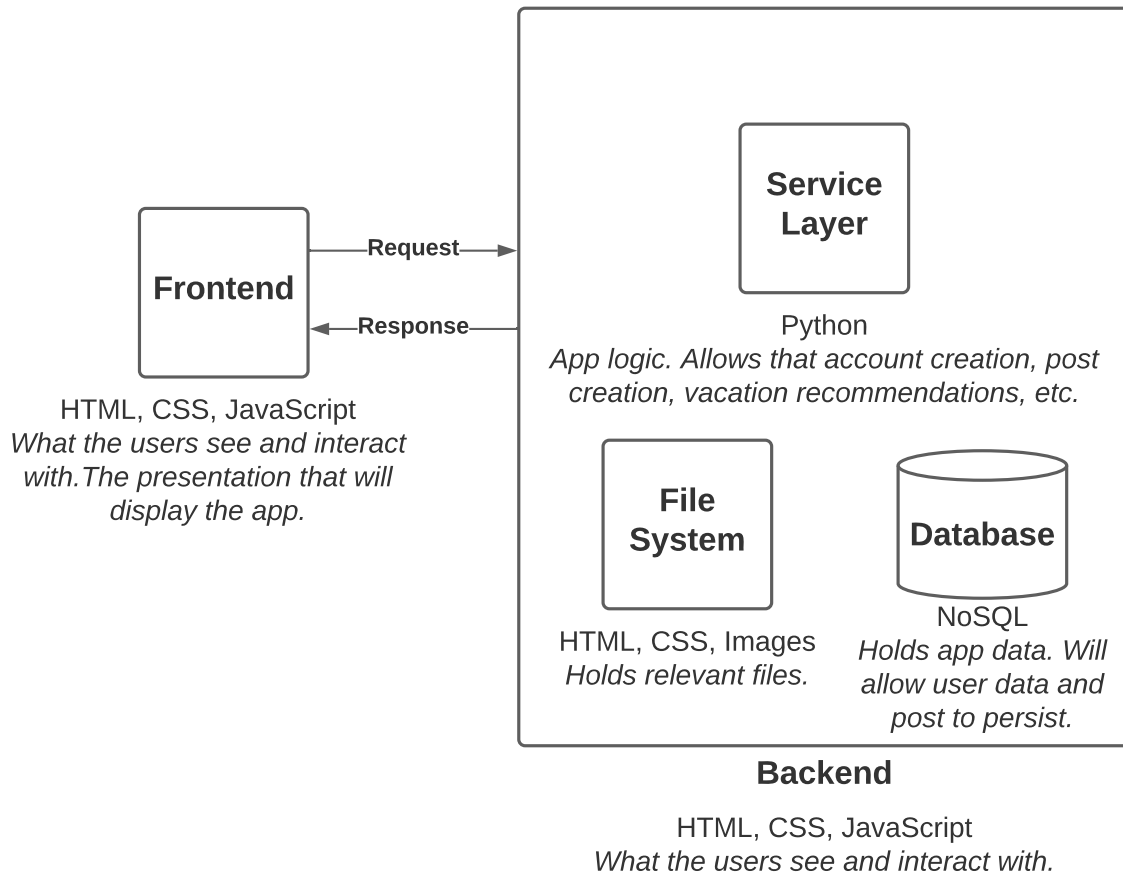 Service
Layer
Request
Frontend
Response
Python
App logic. Allows that account creation, post
creation, vacation recommendations, etc.
HTML, CSS, JavaScript
What the users see and interact
with.The presentation that will
display the app.
File
System
Database
HTML, CSS, Images
Holds relevant files.
NoSQL
Holds app data. Will
allow user data and
post to persist.
Backend
HTML, CSS, JavaScript
What the users see and interact with.